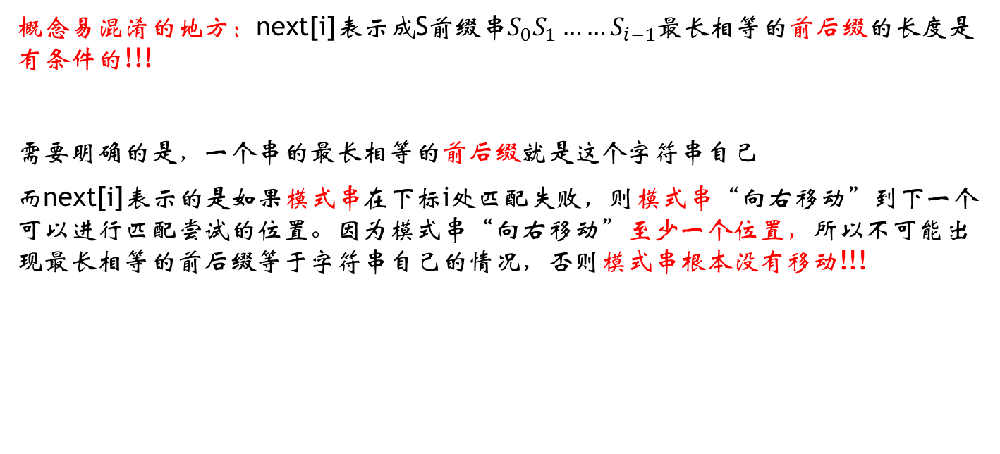 概念易混淆的地方：next[i]表示成S前缀串S₀S₁ ... ... Sᵢ₋₁最长相等的前后缀的长度是
有条件的!!!
需要明确的是，一个串的最长相等的前后缀就是这个字符串自己
而next[i]表示的是如果模式串在下标i处匹配失败，则模式串“向右移动”到下一个
可以进行匹配尝试的位置。因为模式串“向右移动”至少一个位置，所以不可能出
现最长相等的前后缀等于字符串自己的情况，否则模式串根本没有移动!!!